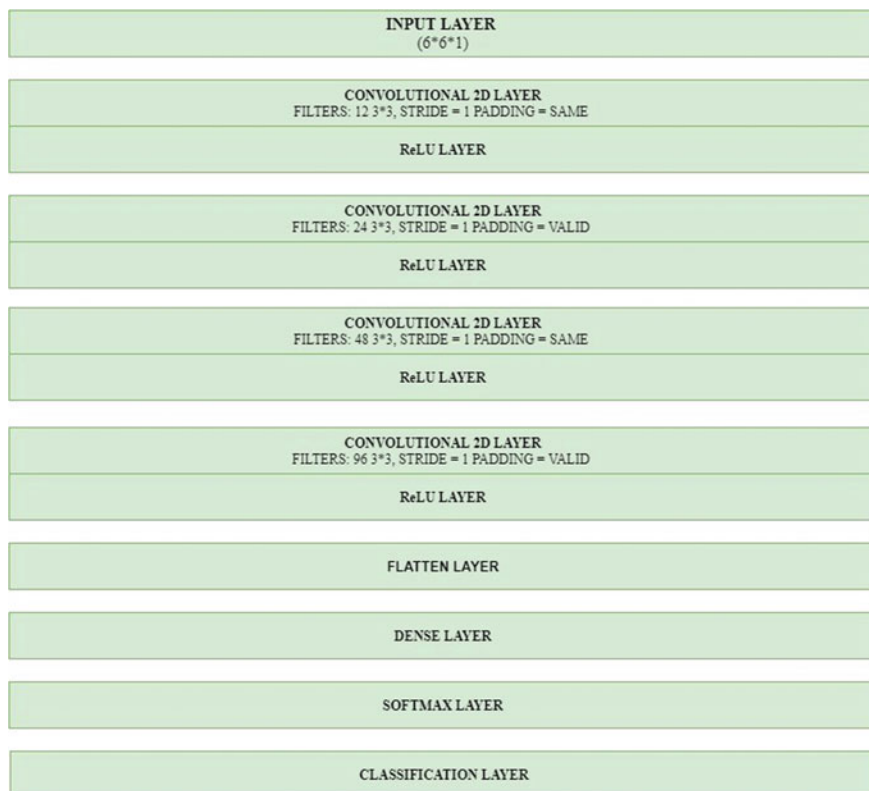 INPUT LAYER
(6*6*1)
CONVOLUTIONAL 2D LAYER
FILTERS: 12 3*3, STRIDE = 1 PADDING = SAME
ReLU LAYER
CONVOLUTIONAL 2D LAYER
FILTERS: 24 3*3, STRIDE = 1 PADDING = VALID
ReLU LAYER
CONVOLUTIONAL 2D LAYER
FILTERS: 48 3*3, STRIDE = 1 PADDING = SAME
ReLU LAYER
CONVOLUTIONAL 2D LAYER
FILTERS: 96 3*3, STRIDE = 1 PADDING = VALID
ReLU LAYER
FLATTEN LAYER
DENSE LAYER
SOFTMAX LAYER
CLASSIFICATION LAYER